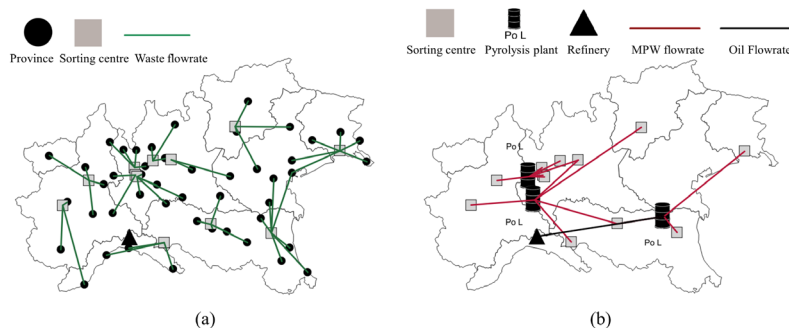 Province Sorting centre Waste flowrate
Po L
Sorting centre Pyrolysis plant Refinery MPW flowrate Oil Flowrate
Po L
Po L
Po L
(a)
(b)